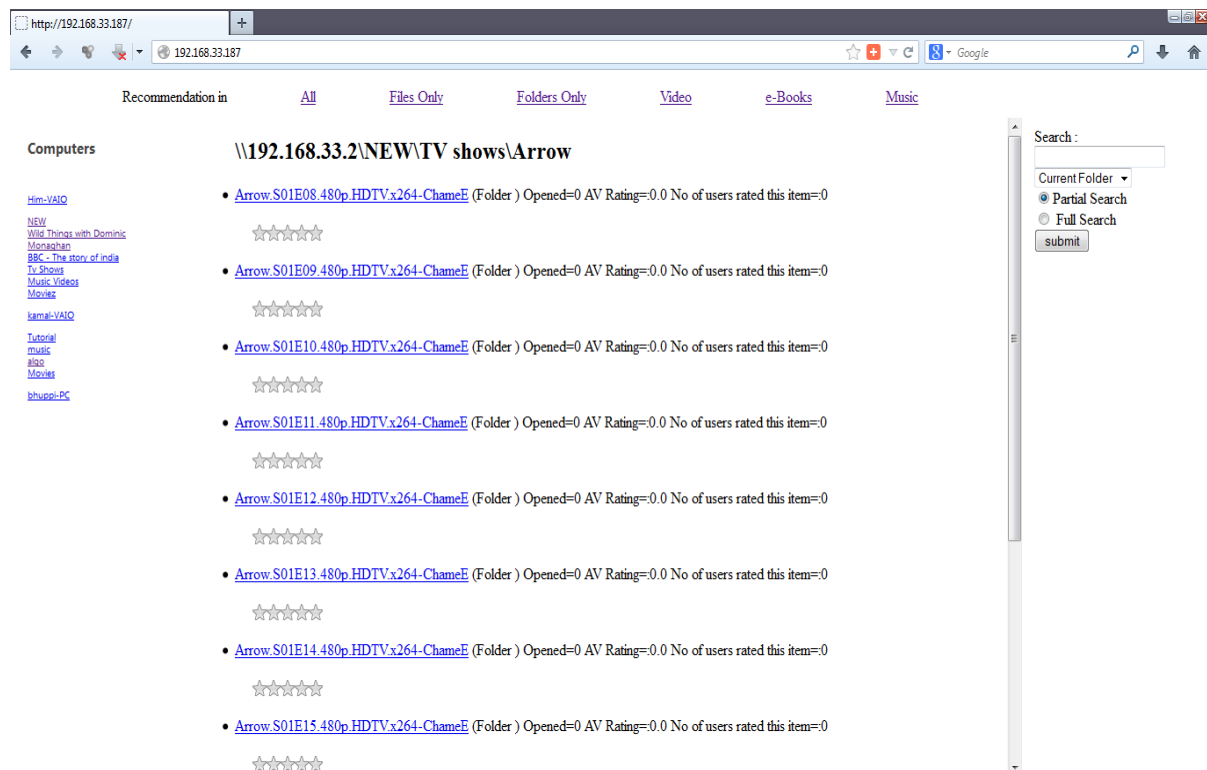 http://192.168.33.187/
192.168.33.187
Google
Recommendation in All Files Only Folders Only Video e-Books Music
Computers
Him-VAIO
NEW
Wild Things with Dominic
Monaghan
BBC - The story of india
Tv Shows
Music Videos
Moviez
kamal-VAIO
Tutorial
music
algo
Movies
bhuppi-PC
\\192.168.33.2\NEW\TV shows\Arrow
Arrow.S01E08.480p.HDTV.x264-ChameE (Folder ) Opened=0 AV Rating=:0.0 No of users rated this item=:0
Arrow.S01E09.480p.HDTV.x264-ChameE (Folder ) Opened=0 AV Rating=:0.0 No of users rated this item=:0
Arrow.S01E10.480p.HDTV.x264-ChameE (Folder ) Opened=0 AV Rating=:0.0 No of users rated this item=:0
Arrow.S01E11.480p.HDTV.x264-ChameE (Folder ) Opened=0 AV Rating=:0.0 No of users rated this item=:0
Arrow.S01E12.480p.HDTV.x264-ChameE (Folder ) Opened=0 AV Rating=:0.0 No of users rated this item=:0
Arrow.S01E13.480p.HDTV.x264-ChameE (Folder ) Opened=0 AV Rating=:0.0 No of users rated this item=:0
Arrow.S01E14.480p.HDTV.x264-ChameE (Folder ) Opened=0 AV Rating=:0.0 No of users rated this item=:0
Arrow.S01E15.480p.HDTV.x264-ChameE (Folder ) Opened=0 AV Rating=:0.0 No of users rated this item=:0
Search :
Current Folder
Partial Search
Full Search
submit